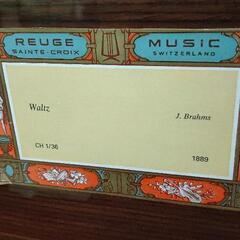 REUGE MUSIC
SAINTE-CROIX SWITZERLAND
Waltz
J. Brahms
CH 1/36
1889